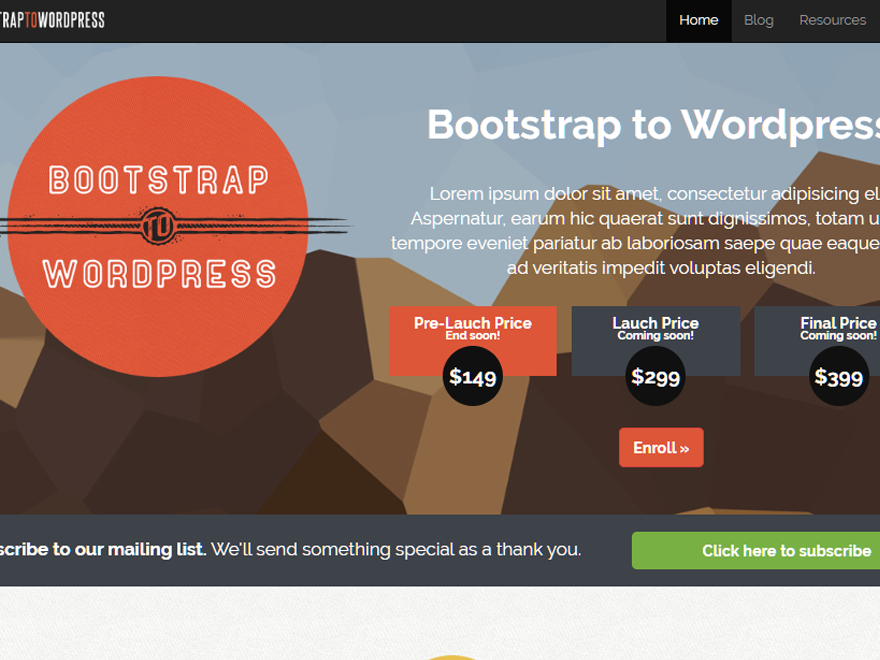 TRAPTOWORDPRESS
Home Blog Resources
BOOTSTRAP
TO
WORDPRESS
Bootstrap to Wordpress
Lorem ipsum dolor sit amet, consectetur adipisicing el
Aspernatur, earum hic quaerat sunt dignissimos, totam u
tempore eveniet pariatur ab laboriosam saepe quae eaque
ad veritatis impedit voluptas eligendi.
Pre-Lauch Price
End soon!
$149
Lauch Price
Coming soon!
$299
Final Price
Coming soon!
$399
Enroll »
scribe to our mailing list. We'll send something special as a thank you.
Click here to subscribe